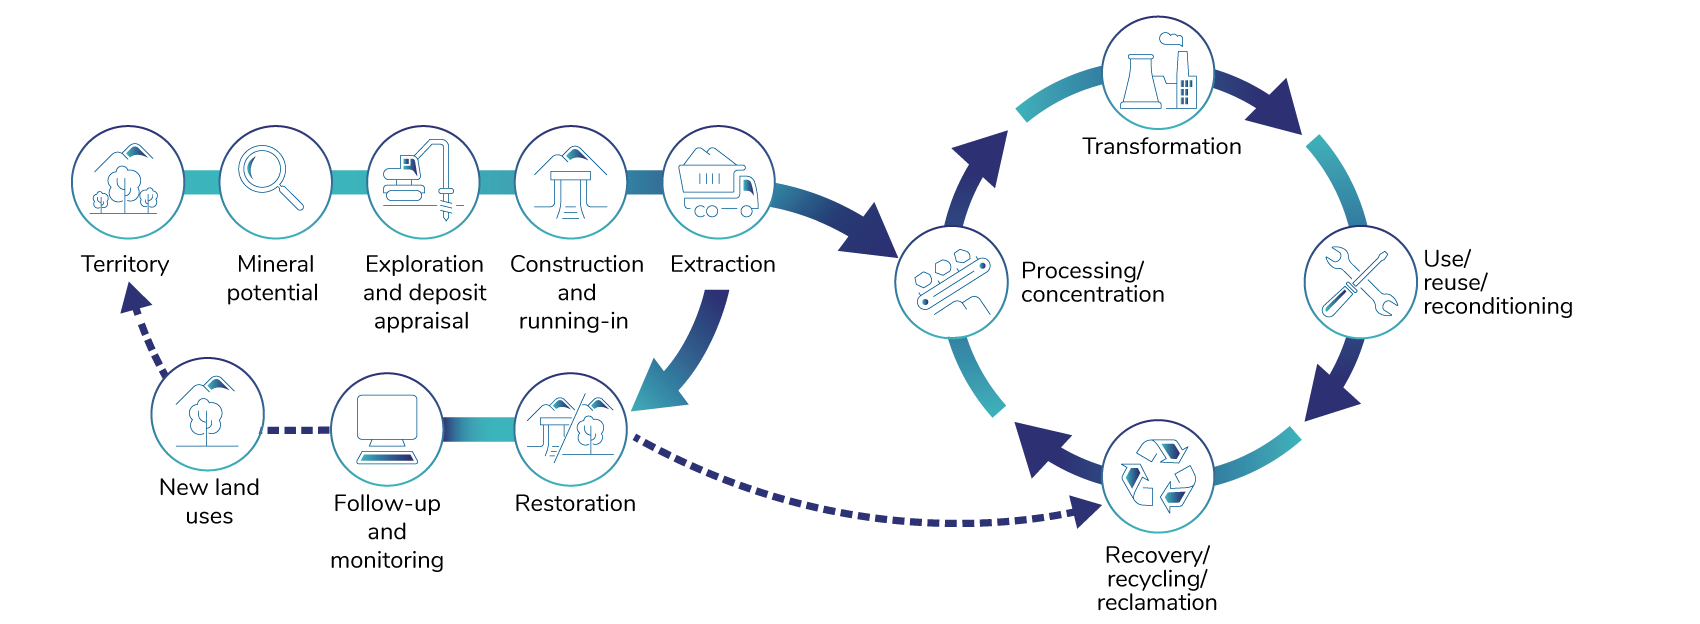 Transformation
Territory
Mineral
potential
Exploration
and deposit
appraisal
Construction
and
running-in
Extraction
Processing/
concentration
Use/
reuse/
reconditioning
New land
uses
Follow-up
and
monitoring
Restoration
Recovery/
recycling/
reclamation